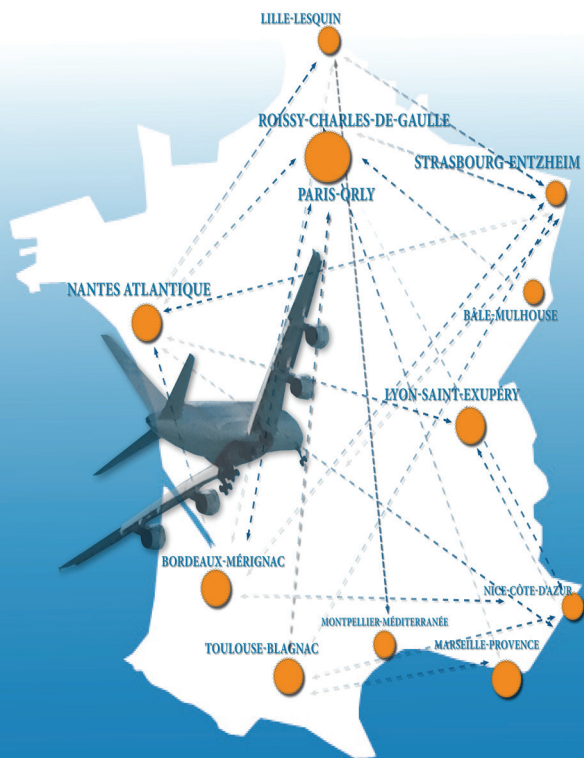 LILLE-LESQUIN
ROISSY-CHARLES-DE-GAULLE
STRASBOURG-ENTZHEIM
PARIS-ORLY
NANTES ATLANTIQUE
BÂLE-MULHOUSE
LYON-SAINT-EXUPÉRY
BORDEAUX-MÉRIGNAC
NICE-CÔTE-D'AZUR
MONTPELLIER-MÉDITERRANÉE
TOULOUSE-BLAGNAC
MARSEILLE-PROVENCE